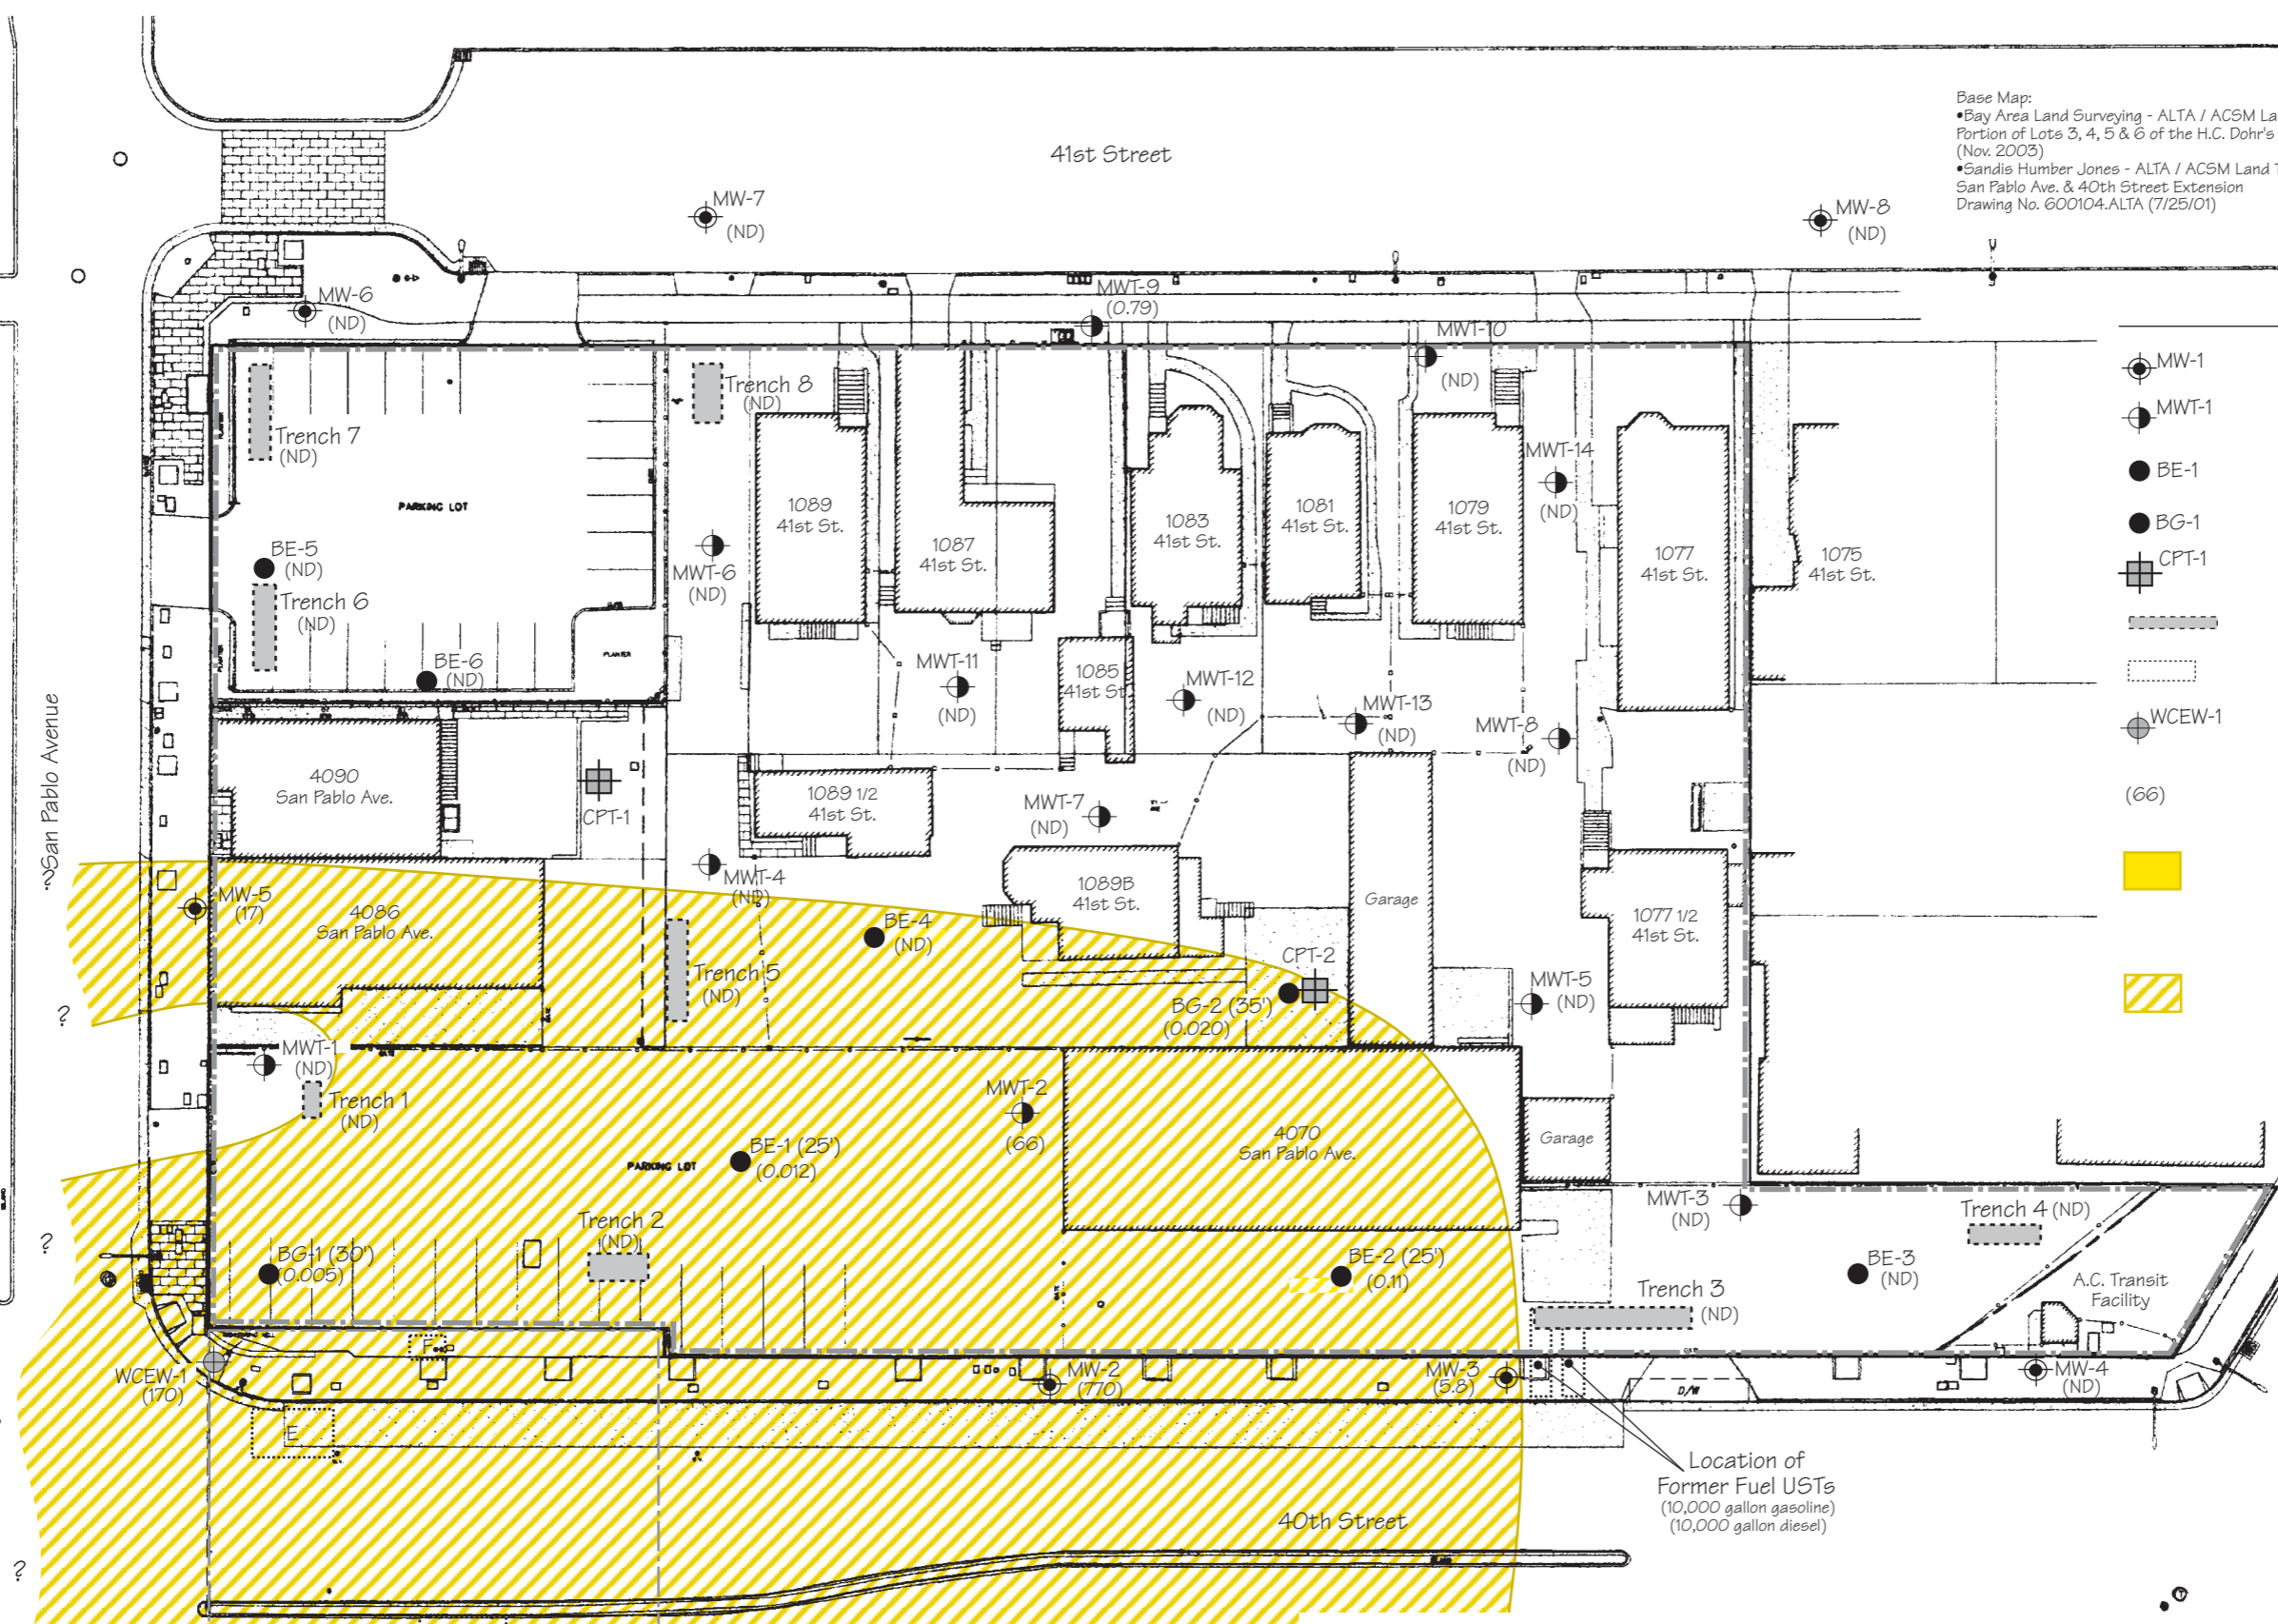 Base Map:
•Bay Area Land Surveying - ALTA / ACSM La
Portion of Lots 3, 4, 5 & 6 of the H.C. Dohr's
(Nov. 2003)
•Sandis Humber Jones - ALTA / ACSM Land T
San Pablo Ave. & 40th Street Extension
Drawing No. 600104.ALTA (7/25/01)
41st Street
MW-7
(ND)
MW-8
(ND)
MW-6
(ND)
MWT-9
(0.79)
MWT-10
(ND)
MW-1
MWT-1
BE-1
BG-1
CPT-1
WCEW-1
(66)
Trench 7
(ND)
Trench 8
(ND)
PARKING LOT
1089
41st St.
1087
41st St.
1083
41st St.
1081
41st St.
1079
41st St.
MWT-14
(ND)
1077
41st St.
1075
41st St.
BE-5
(ND)
Trench 6
(ND)
MWT-6
(ND)
BE-6
(ND)
PLANTER
PLANTER
PLANTER
MWT-11
(ND)
1085
41st St
MWT-12
(ND)
MWT-13
(ND)
MWT-8
(ND)
San Pablo Avenue
?
4090
San Pablo Ave.
CPT-1
1089 1/2
41st St.
MWT-7
(ND)
MWT-4
(ND)
MW-5
(17)
4086
San Pablo Ave.
BE-4
(ND)
1089B
41st St.
Garage
1077 1/2
41st St.
Trench 5
(ND)
CPT-2
BG-2 (35')
(0.020)
MWT-5
(ND)
?
MWT-1
(ND)
GATE
Trench 1
(ND)
MWT-2
(66)
4070
San Pablo Ave.
Garage
BE-1 (25')
(0.012)
PARKING LOT
MWT-3
(ND)
Trench 4 (ND)
?
Trench 2
(ND)
BG-1 (30')
(0.005)
BE-2 (25')
(0.11)
BE-3
(ND)
Trench 3
(ND)
A.C. Transit
Facility
F
WCEW-1
(170)
MW-2
(770)
MW-3
(5.8)
D/W
MW-4
(ND)
E
Location of
Former Fuel USTs
(10,000 gallon gasoline)
(10,000 gallon diesel)
40th Street
?
ISLAND
ISLAND